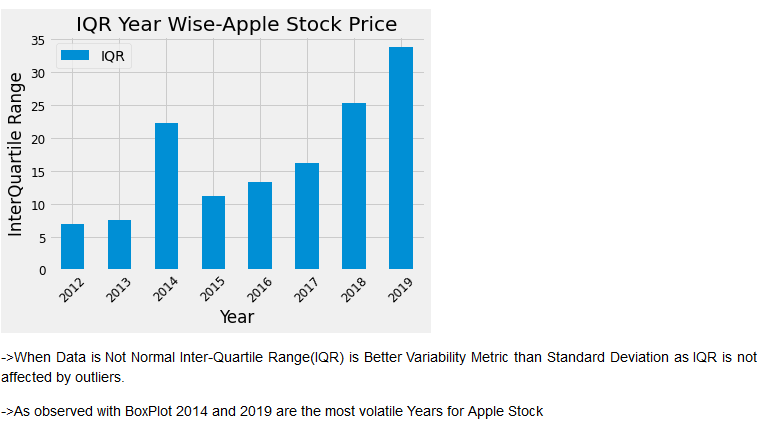 IQR Year Wise-Apple Stock Price
35
IQR
30
25
20
15
10
5
0
InterQuartile Range
2012 2013 2014 2015 2016 2017 2018 2019
Year
->When Data is Not Normal Inter-Quartile Range(IQR) is Better Variability Metric than Standard Deviation as IQR is not
affected by outliers.
->As observed with BoxPlot 2014 and 2019 are the most volatile Years for Apple Stock